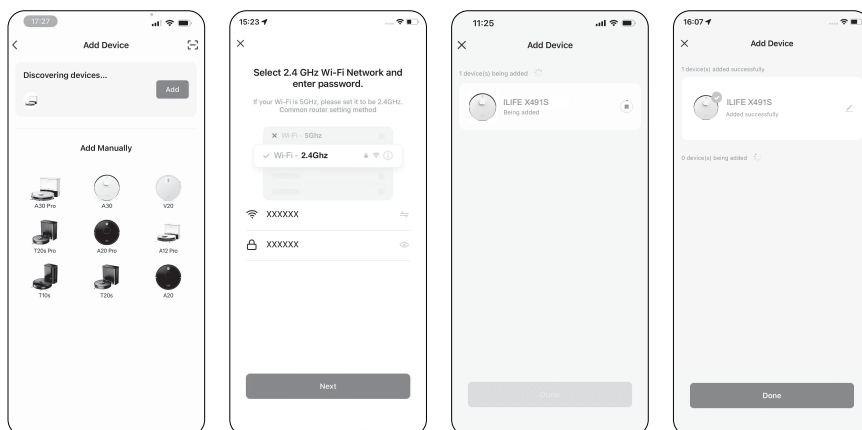 17:27
Add Device
Discovering devices...
Add
Add Manually
A30 Pro
A30
V20
T20s Pro
A20 Pro
A12 Pro
T10s
T20s
A20
15:23
Select 2.4 GHz Wi-Fi Network and
enter password.
If your Wi-Fi is 5GHz, please set it to be 2.4GHz.
Common router setting method
Wi-Fi - 5Ghz
Wi-Fi - 2.4Ghz
XXXXXX
XXXXXX
Next
11:25
Add Device
1 device(s) being added
ILIFE X491S
Being added
Done
16:07
Add Device
1 device(s) added successfully
ILIFE X491S
Added successfully
0 device(s) being added
Done